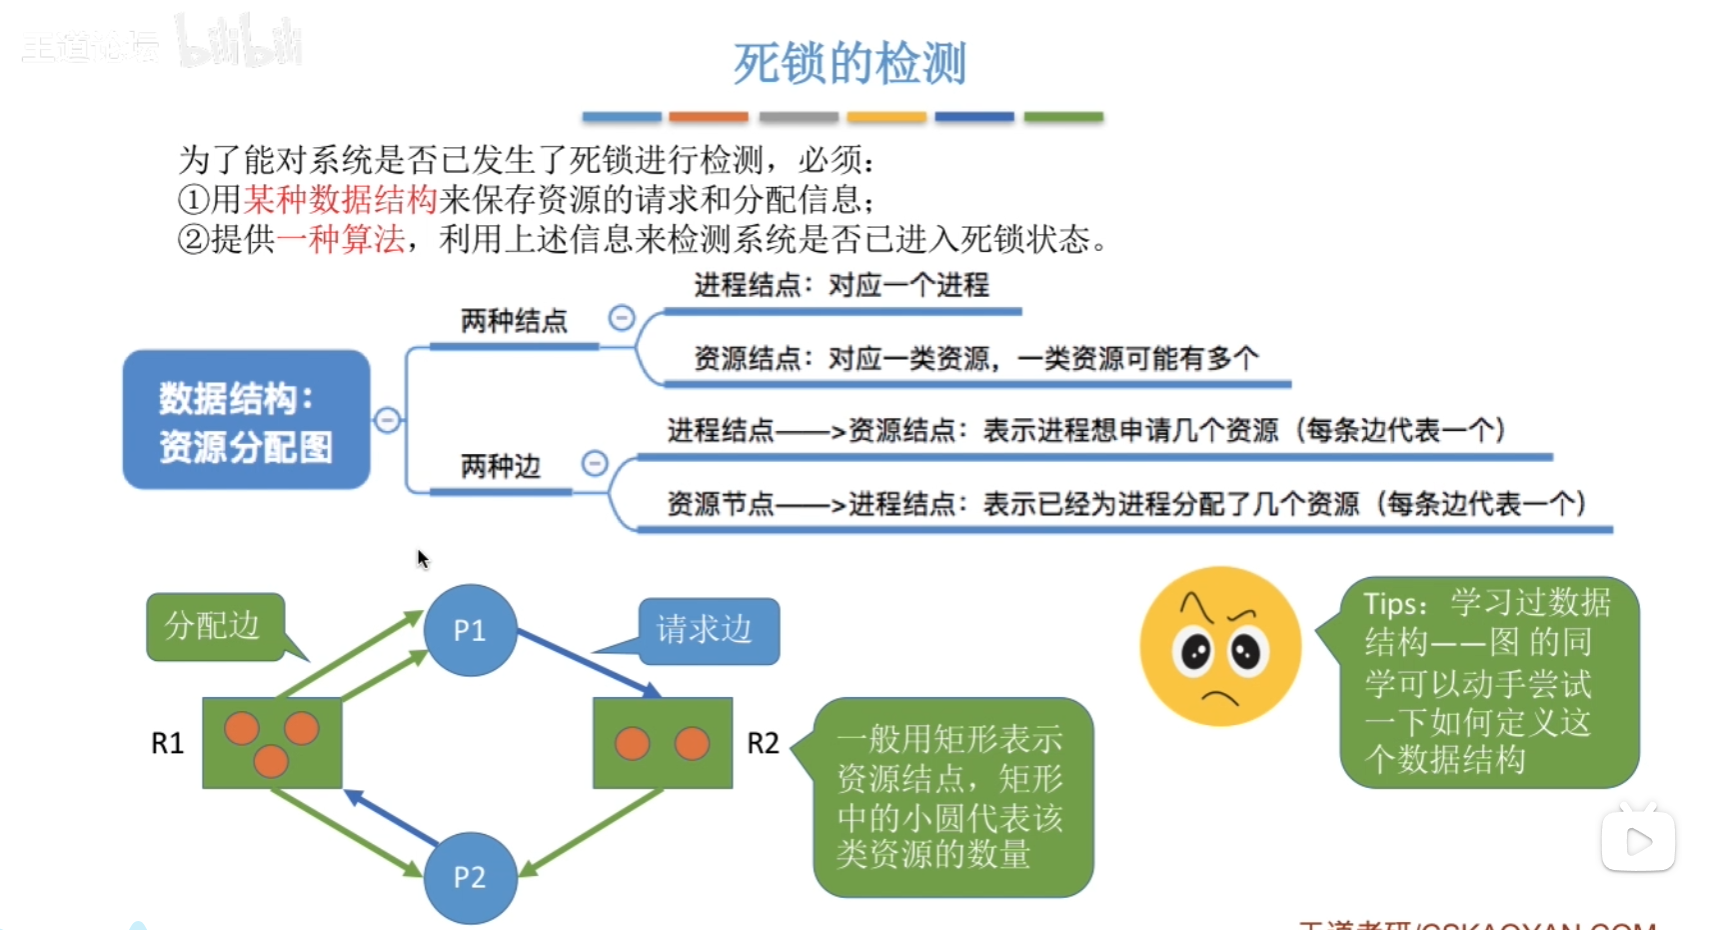 王道论坛 bilibili
死锁的检测
为了能对系统是否已发生了死锁进行检测，必须：
①用某种数据结构来保存资源的请求和分配信息；
②提供一种算法，利用上述信息来检测系统是否已进入死锁状态。
进程结点：对应一个进程
两种结点
资源结点：对应一类资源，一类资源可能有多个
数据结构：
资源分配图
进程结点——>资源结点：表示进程想申请几个资源（每条边代表一个）
两种边
资源节点——>进程结点：表示已经为进程分配了几个资源（每条边代表一个）
分配边
P1
请求边
R1
R2
P2
一般用矩形表示
资源结点，矩形
中的小圆代表该
类资源的数量
Tips：学习过数据
结构——图 的同
学可以动手尝试
一下如何定义这
个数据结构
王道考研/CSKAOYAN.COM